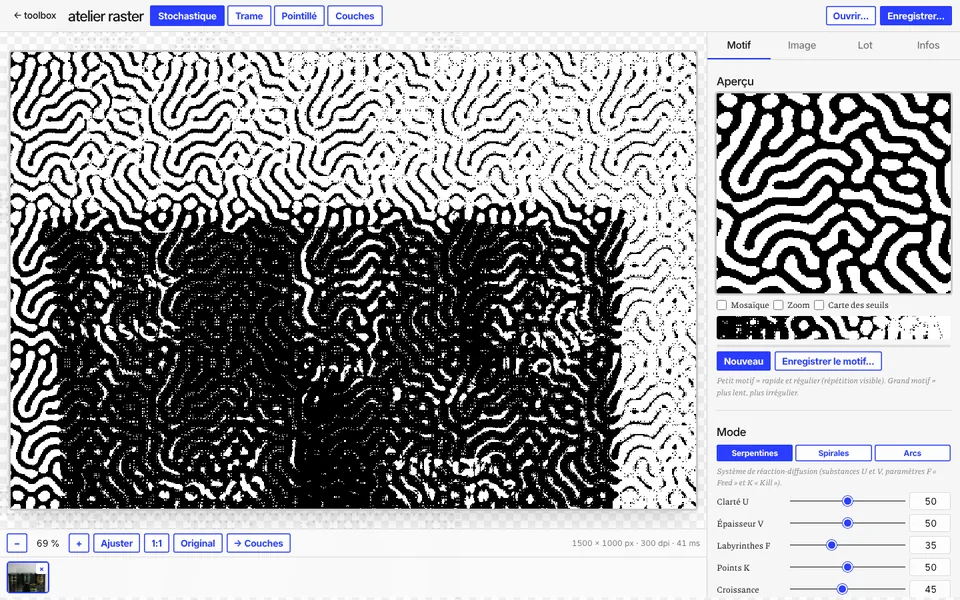 ← toolbox atelier raster Stochastique Trame Pointillé Couches Ouvrir... Enregistrer...
Motif Image Lot Infos
Aperçu
Mosaïque Zoom Carte des seuils
Nouveau Enregistrer le motif...
Petit motif = rapide et régulier (répétition visible). Grand motif =
plus lent, plus irrégulier.
Mode
Serpentines Spirales Arcs
Système de réaction-diffusion (substances U et V, paramètres F «
Feed » et K « Kill »).
Clarté U 50
Épaisseur V 50
Labyrinthes F 35
Points K 50
Croissance 45
− 69 % + Ajuster 1:1 Original → Couches 1500 × 1000 px · 300 dpi · 41 ms
×